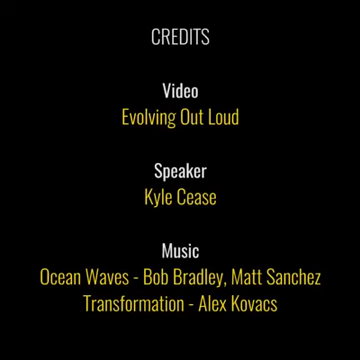 CREDITS
Video
Evolving Out Loud
Speaker
Kyle Cease
Music
Ocean Waves - Bob Bradley, Matt Sanchez
Transformation - Alex Kovacs